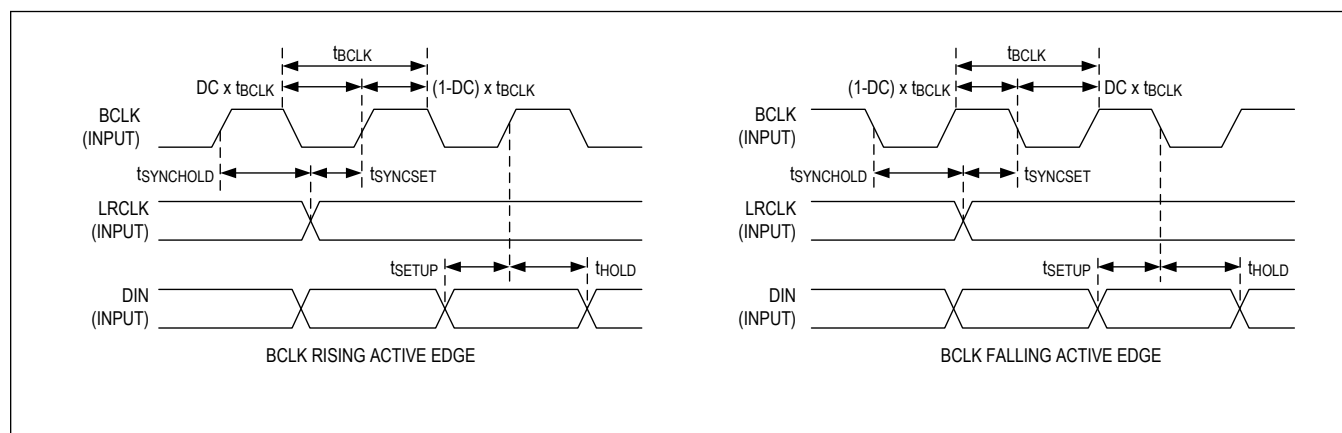 tBCLK
DC x tBCLK
(1-DC) x tBCLK
BCLK
(INPUT)
tSYNCHOLD
tSYNCSET
LRCLK
(INPUT)
tSETUP
tHOLD
DIN
(INPUT)
BCLK RISING ACTIVE EDGE
tBCLK
(1-DC) x tBCLK
DC x tBCLK
BCLK
(INPUT)
tSYNCHOLD
tSYNCSET
LRCLK
(INPUT)
tSETUP
tHOLD
DIN
(INPUT)
BCLK FALLING ACTIVE EDGE